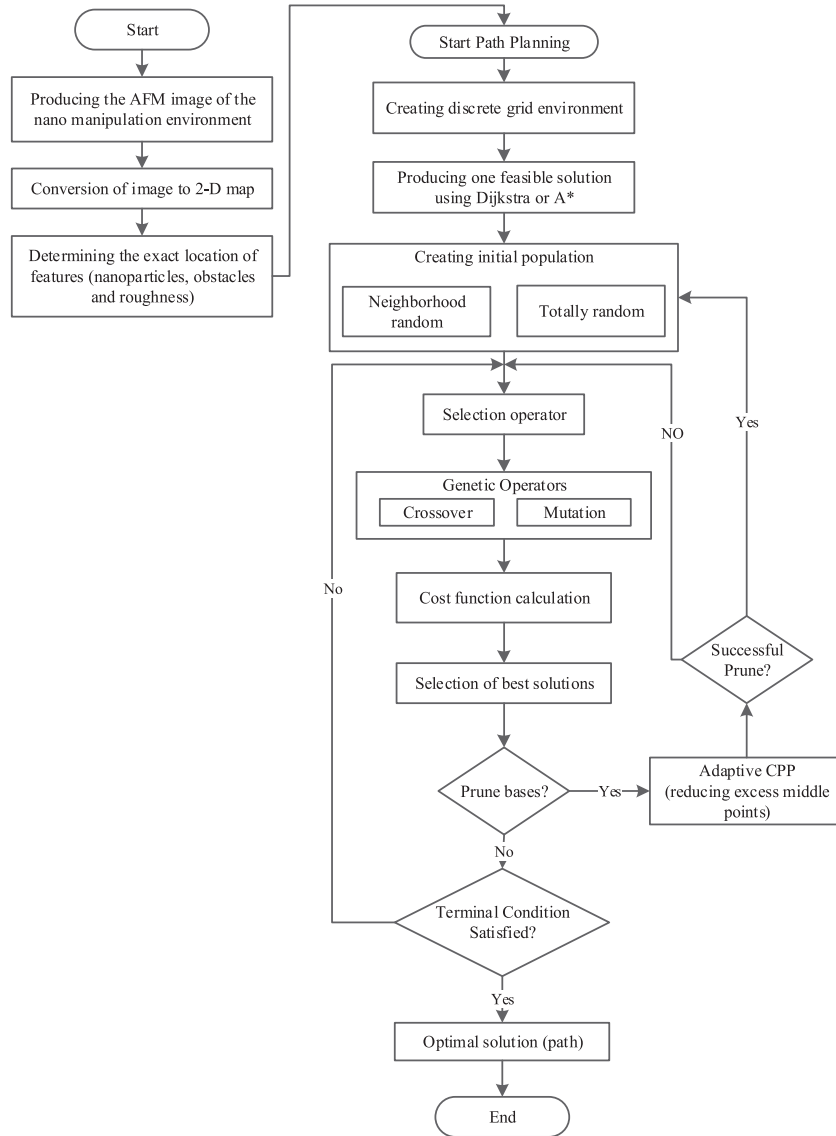 Start
Producing the AFM image of the
nano manipulation environment
Conversion of image to 2-D map
Determining the exact location of
features (nanoparticles, obstacles
and roughness)
Start Path Planning
Creating discrete grid environment
Producing one feasible solution
using Dijkstra or A*
Creating initial population
Neighborhood
random
Totally random
Selection operator
Genetic Operators
Crossover
Mutation
Cost function calculation
Selection of best solutions
Prune bases?
Yes
Adaptive CPP
(reducing excess middle
points)
Successful
Prune?
Yes
NO
No
Terminal Condition
Satisfied?
No
Yes
Optimal solution (path)
End